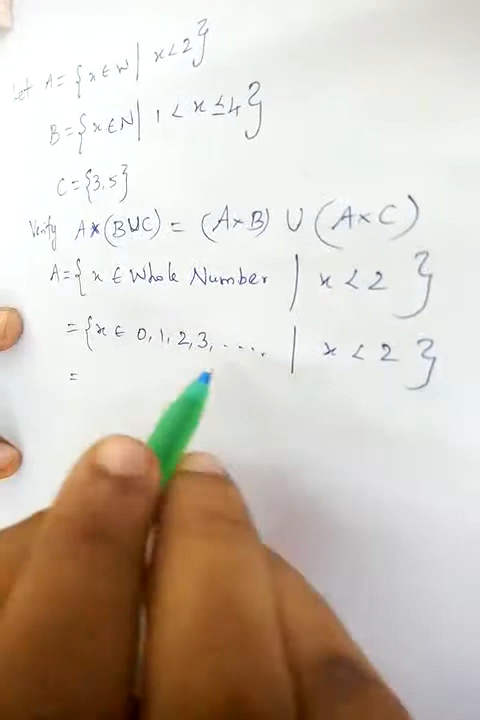 Let A = {x ∈ W | x < 2}
B = {x ∈ N | 1 < x ≤ 4}
C = {3, 5}
Verify A × (B ∪ C) = (A × B) ∪ (A × C)
A = {x ∈ Whole Number | x < 2}
= {x ∈ 0, 1, 2, 3, .... | x < 2}
=